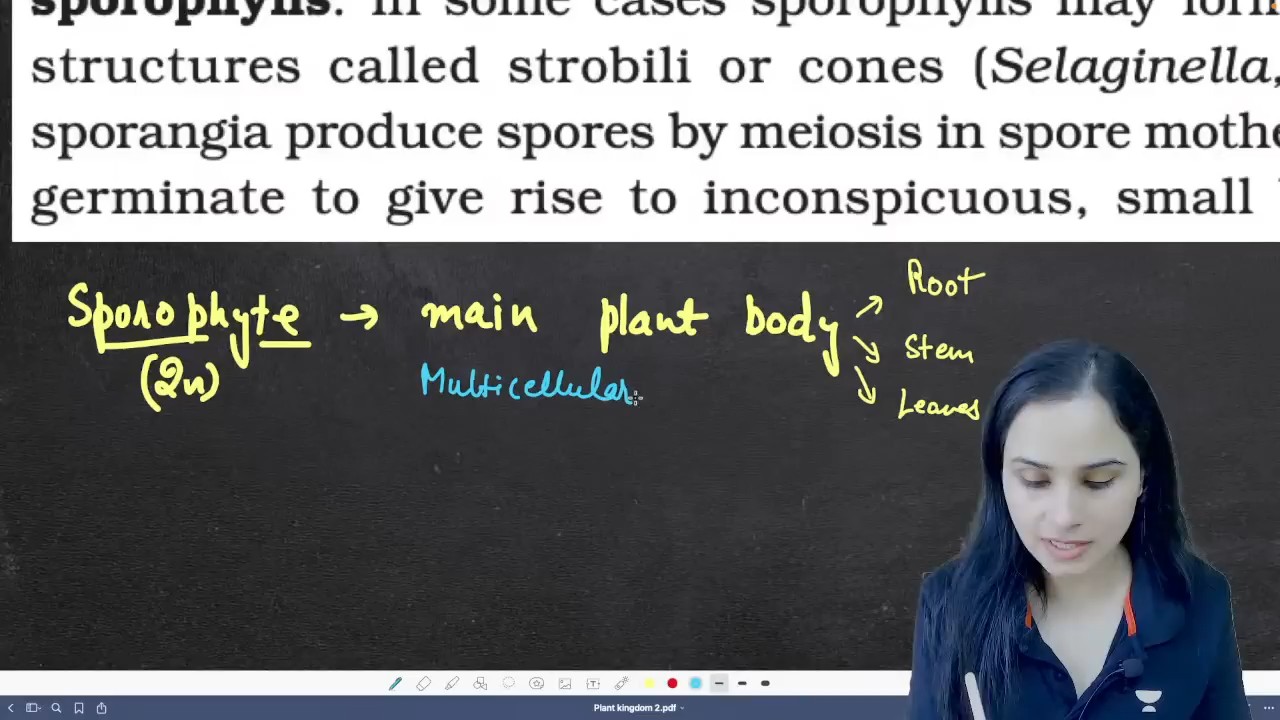 sporophylls. In some cases sporophylls may form
structures called strobili or cones (Selaginella,
sporangia produce spores by meiosis in spore mothe
germinate to give rise to inconspicuous, small
Sporophyte → main plant body
(2n)
Root
Stem
Leaves
Multicellular
Plant kingdom 2.pdf